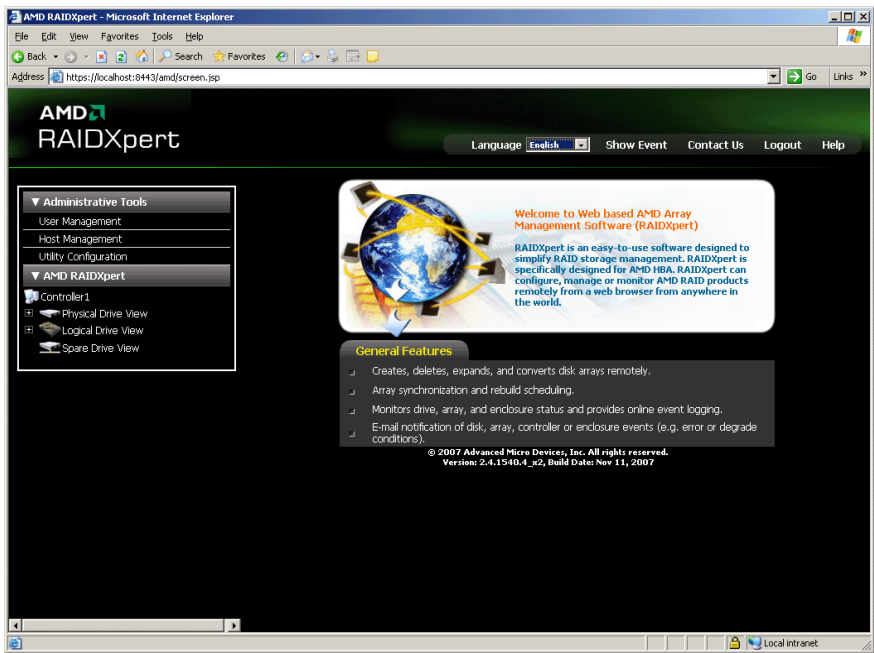 AMD RAIDXpert - Microsoft Internet Explorer
File Edit View Favorites Tools Help
Back Search Favorites
Address https://localhost:8443/amd/screen.jsp Go Links »
AMD
RAIDXpert
Language English Show Event Contact Us Logout Help
Administrative Tools
User Management
Host Management
Utility Configuration
AMD RAIDXpert
Controller1
Physical Drive View
Logical Drive View
Spare Drive View
Welcome to Web based AMD Array
Management Software (RAIDXpert)
RAIDXpert is an easy-to-use software designed to
simplify RAID storage management. RAIDXpert is
specifically designed for AMD HBA. RAIDXpert can
configure, manage or monitor AMD RAID products
remotely from a web browser from anywhere in
the world.
General Features
Creates, deletes, expands, and converts disk arrays remotely.
Array synchronization and rebuild scheduling.
Monitors drive, array, and enclosure status and provides online event logging.
E-mail notification of disk, array, controller or enclosure events (e.g. error or degrade
conditions).
© 2007 Advanced Micro Devices, Inc. All rights reserved.
Version: 2.4.1540.4_x2, Build Date: Nov 11, 2007
Local intranet